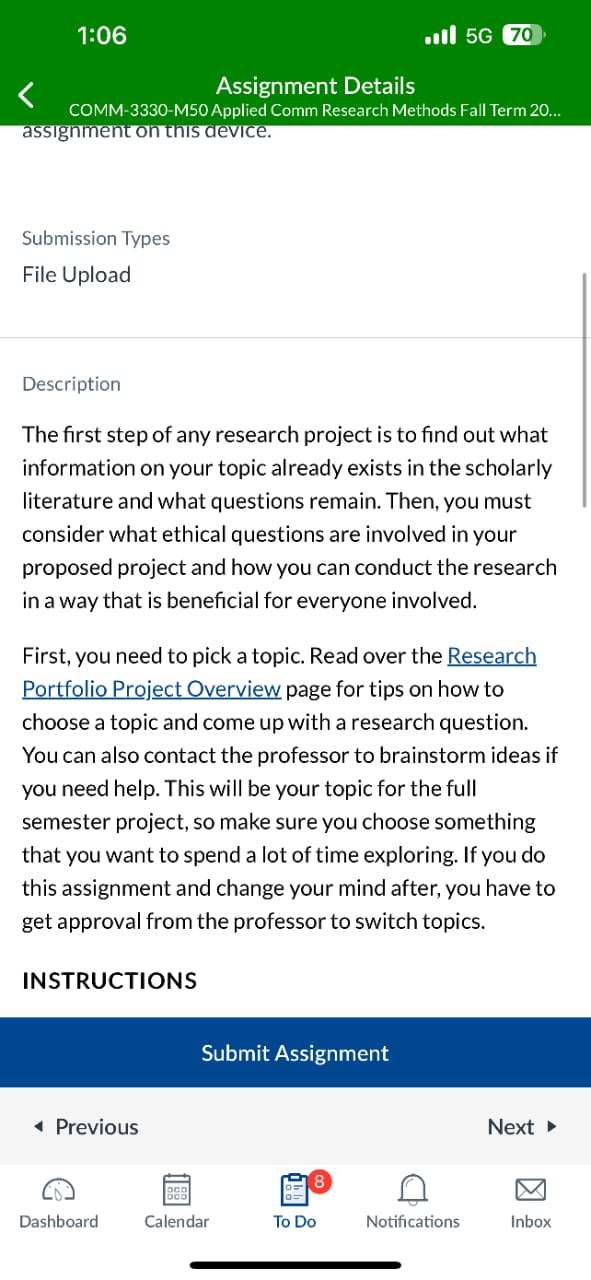 1:06
5G 70
Assignment Details
COMM-3330-M50 Applied Comm Research Methods Fall Term 20...
assignment on this device.
Submission Types
File Upload
Description
The first step of any research project is to find out what
information on your topic already exists in the scholarly
literature and what questions remain. Then, you must
consider what ethical questions are involved in your
proposed project and how you can conduct the research
in a way that is beneficial for everyone involved.
First, you need to pick a topic. Read over the Research
Portfolio Project Overview page for tips on how to
choose a topic and come up with a research question.
You can also contact the professor to brainstorm ideas if
you need help. This will be your topic for the full
semester project, so make sure you choose something
that you want to spend a lot of time exploring. If you do
this assignment and change your mind after, you have to
get approval from the professor to switch topics.
INSTRUCTIONS
Submit Assignment
Previous
Next
8
Dashboard
Calendar
To Do
Notifications
Inbox